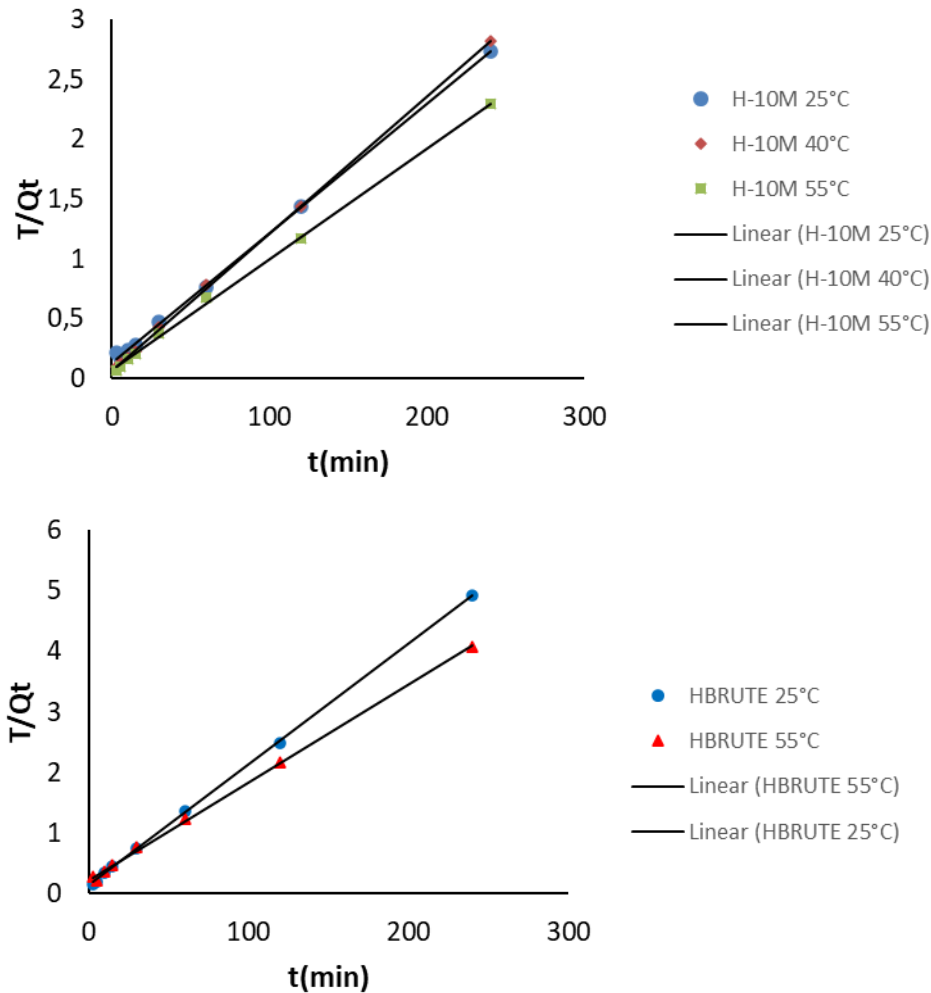 3
2,5
2
1,5
1
0,5
0
T/Qt
0
100
200
300
t(min)
H-10M 25°C
H-10M 40°C
H-10M 55°C
Linear (H-10M 25°C)
Linear (H-10M 40°C)
Linear (H-10M 55°C)
6
5
4
3
2
1
0
T/Qt
0
100
200
300
t(min)
HBRUTE 25°C
HBRUTE 55°C
Linear (HBRUTE 55°C)
Linear (HBRUTE 25°C)